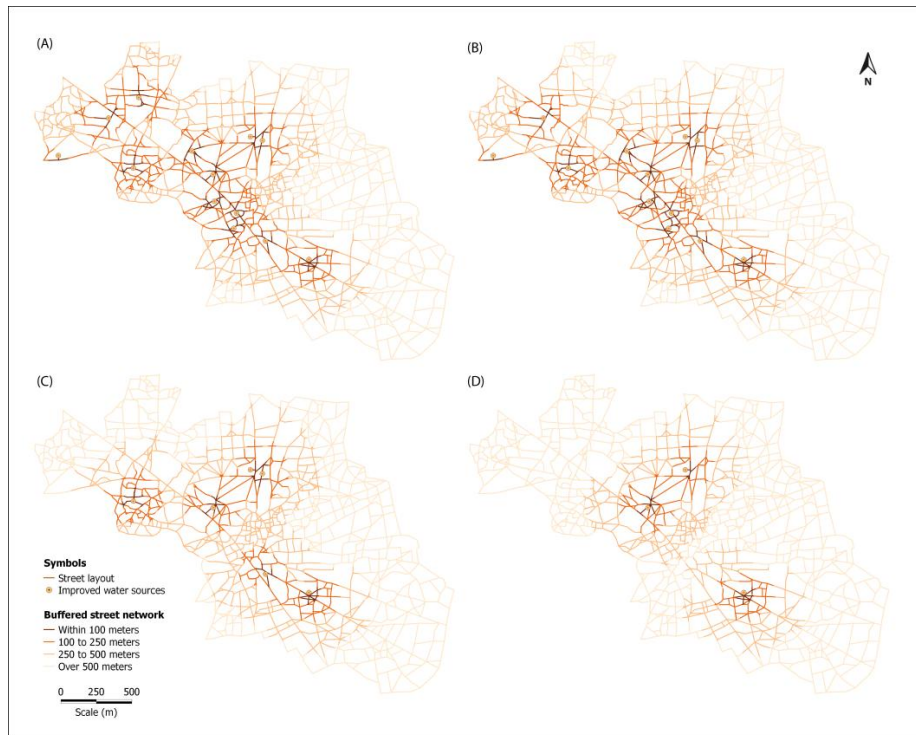 (A)
(B)
N
(C)
(D)
Symbols
Street layout
Improved water sources
Buffered street network
Within 100 meters
100 to 250 meters
250 to 500 meters
Over 500 meters
0 250 500
Scale (m)